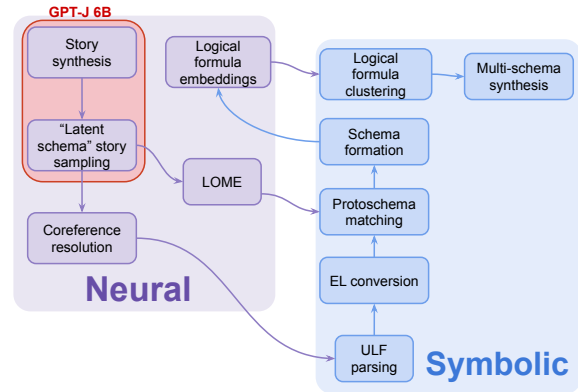 GPT-J 6B
Story
synthesis
"Latent
schema" story
sampling
Coreference
resolution
LOME
Logical
formula
embeddings
Neural
Logical
formula
clustering
Multi-schema
synthesis
Schema
formation
Protoschema
matching
EL conversion
ULF
parsing
Symbolic